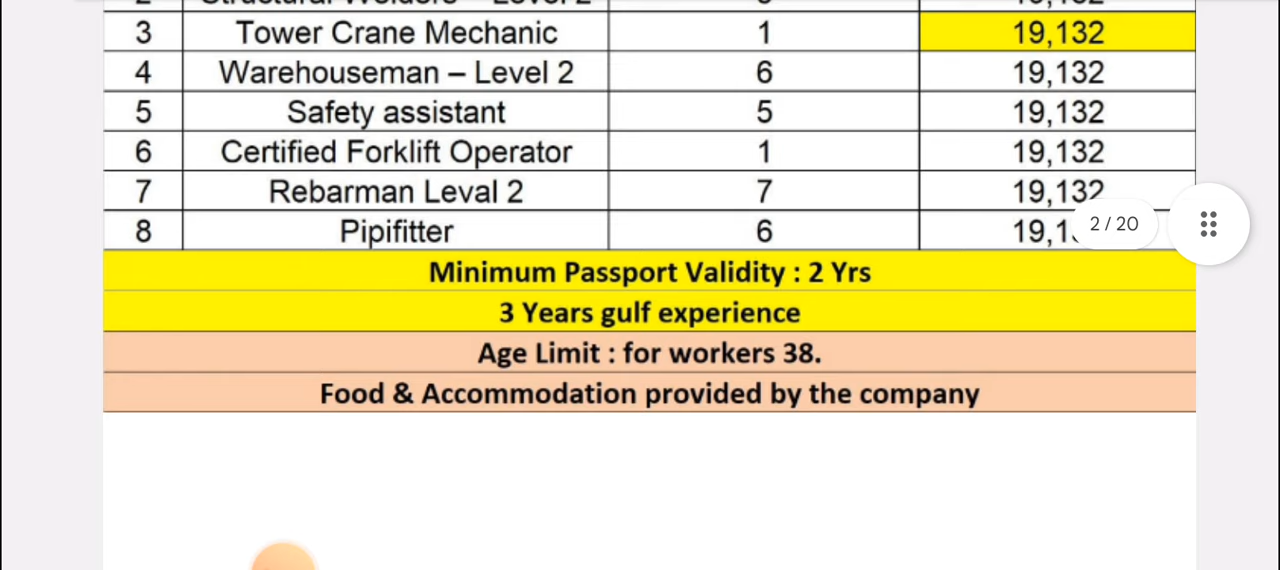 3 Tower Crane Mechanic 1 19,132
4 Warehouseman – Level 2 6 19,132
5 Safety assistant 5 19,132
6 Certified Forklift Operator 1 19,132
7 Rebarman Leval 2 7 19,132
8 Pipifitter 6
2 / 20
Minimum Passport Validity : 2 Yrs
3 Years gulf experience
Age Limit : for workers 38.
Food & Accommodation provided by the company